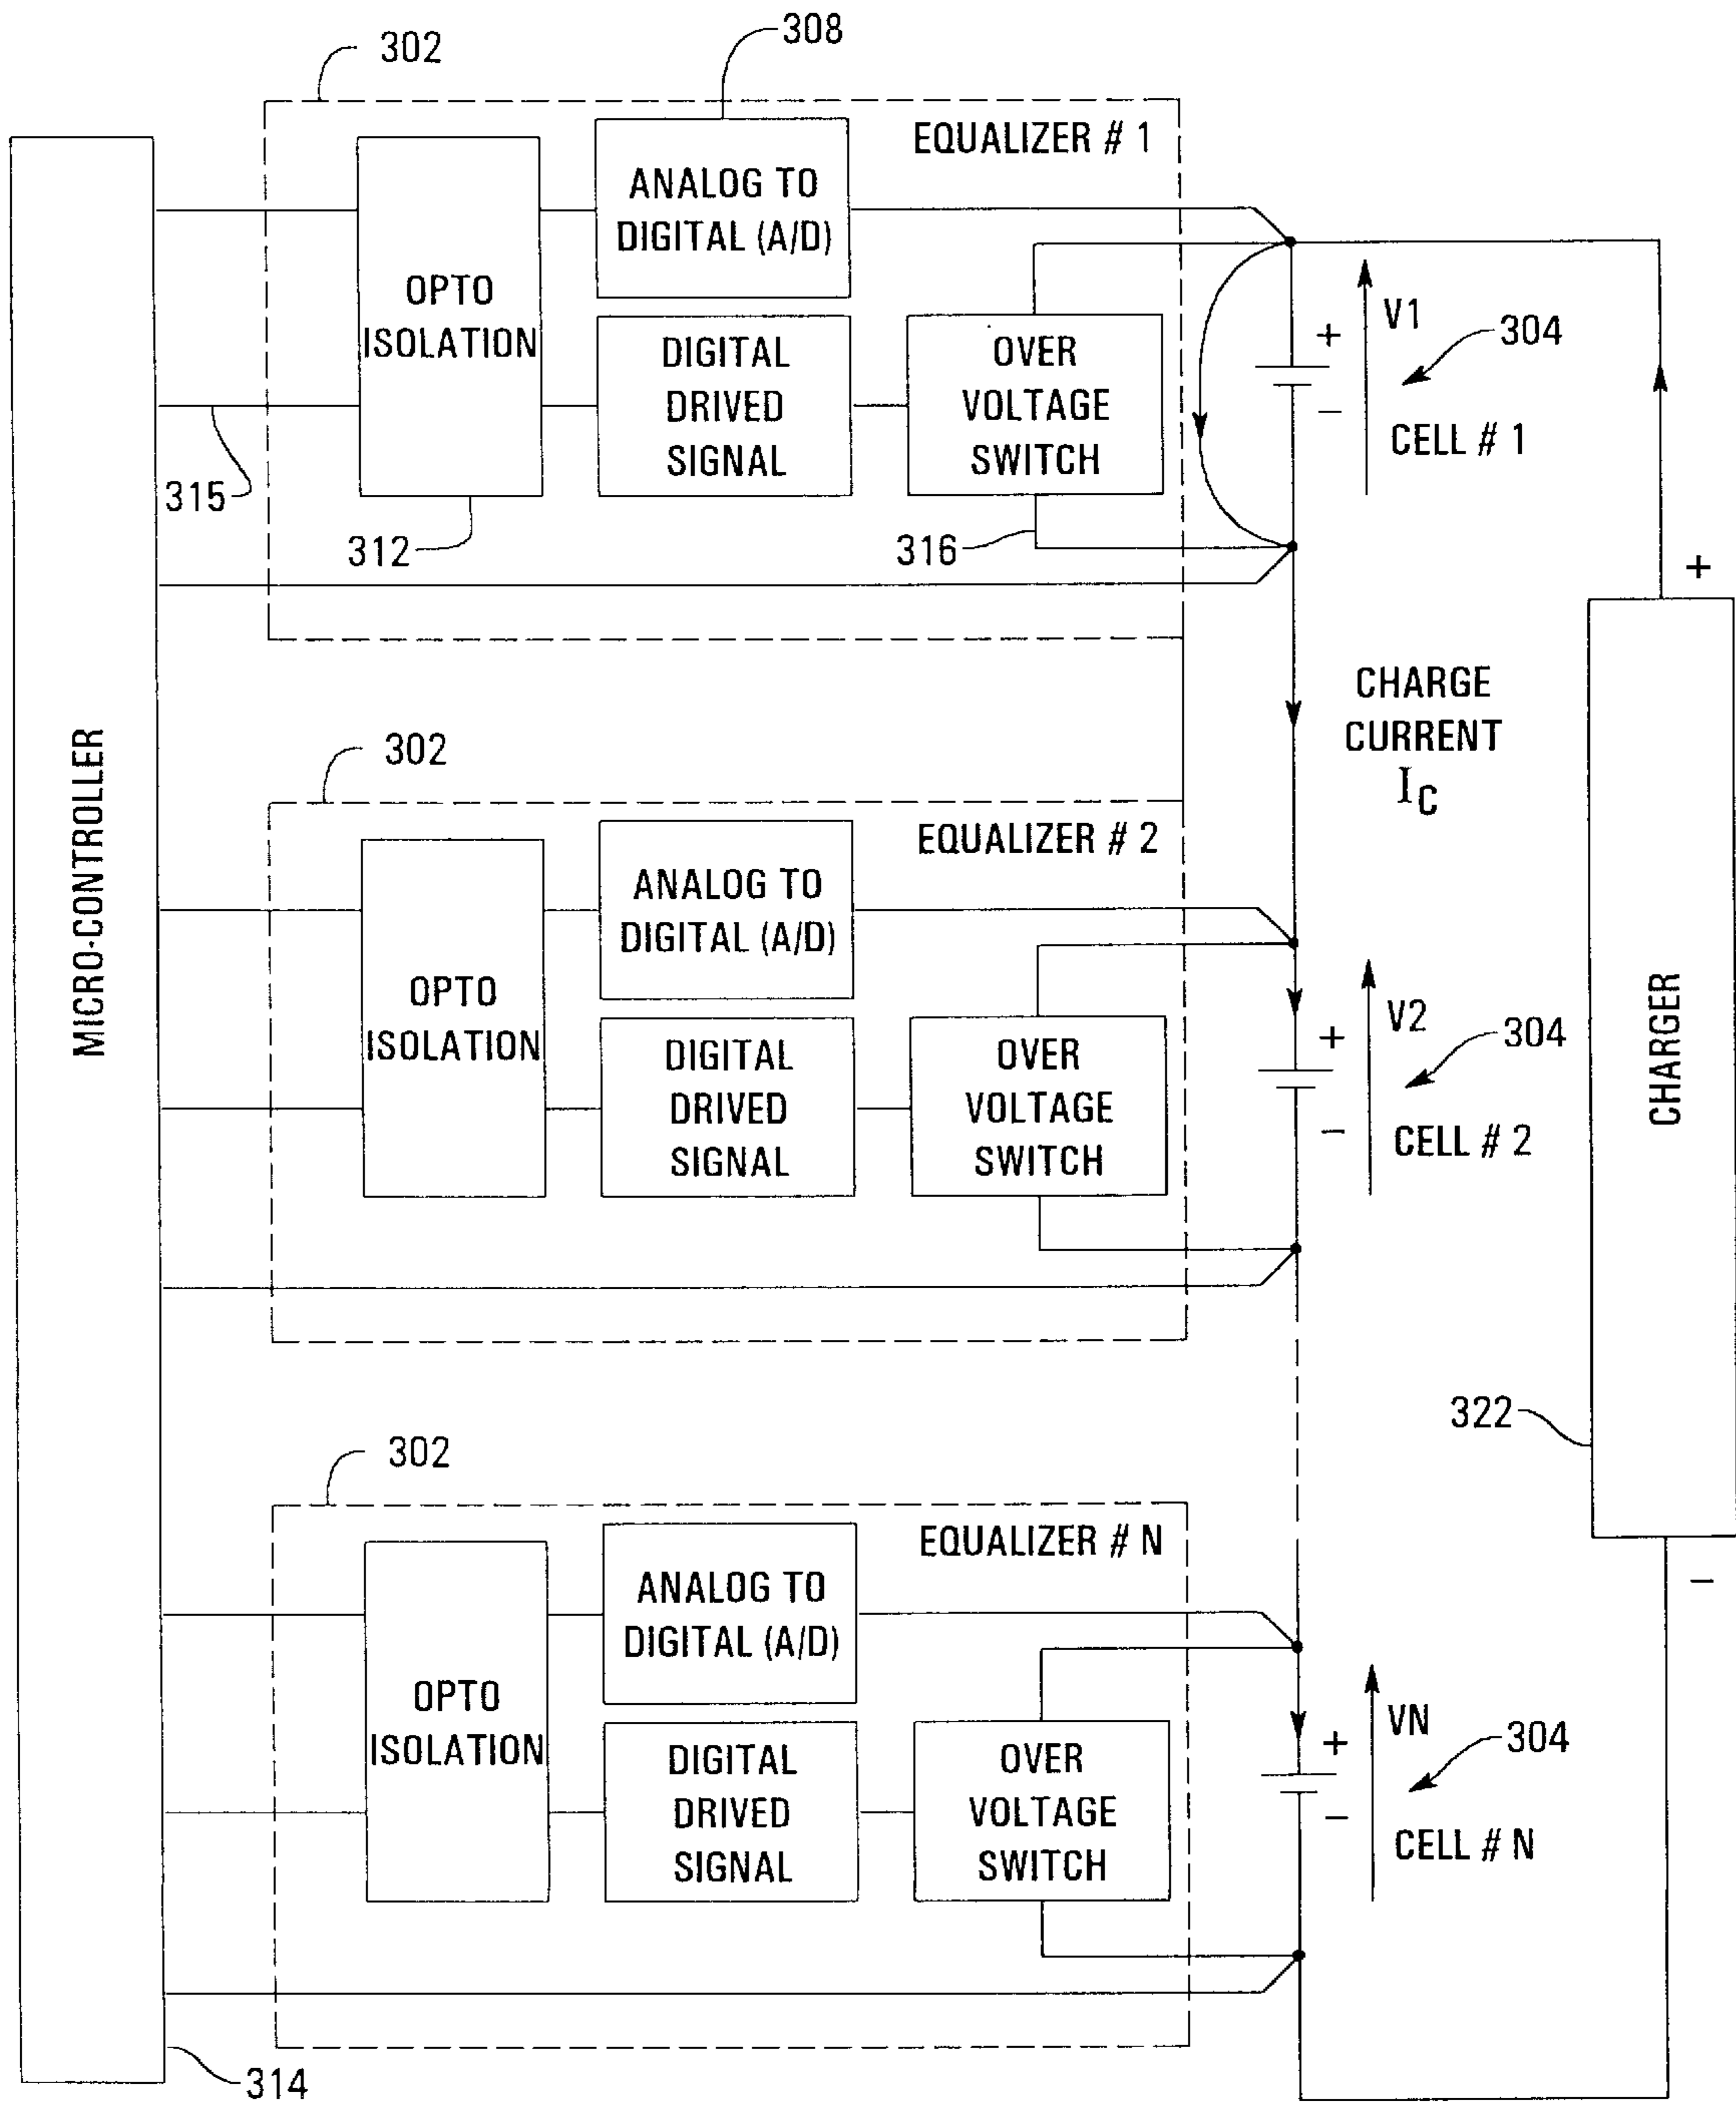 302
308
EQUALIZER # 1
ANALOG TO
DIGITAL (A/D)
OPTO
ISOLATION
DIGITAL
DRIVED
SIGNAL
OVER
VOLTAGE
SWITCH
V1
+
304
−
CELL # 1
315
312
316
+
CHARGE
CURRENT
IC
MICRO-CONTROLLER
302
EQUALIZER # 2
ANALOG TO
DIGITAL (A/D)
OPTO
ISOLATION
DIGITAL
DRIVED
SIGNAL
OVER
VOLTAGE
SWITCH
V2
+
304
−
CELL # 2
CHARGER
322
302
EQUALIZER # N
ANALOG TO
DIGITAL (A/D)
−
OPTO
ISOLATION
DIGITAL
DRIVED
SIGNAL
OVER
VOLTAGE
SWITCH
VN
+
304
−
CELL # N
314